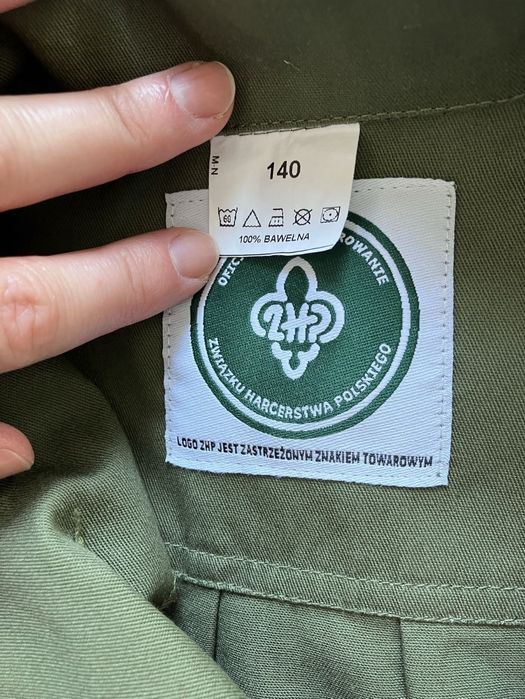 M-N
140
60
100% BAWEŁNA
ZHP
ZWIĄZKU HARCERSTWA POLSKIEGO
LOGO ZHP JEST ZASTRZEŻONYM ZNAKIEM TOWAROWYM